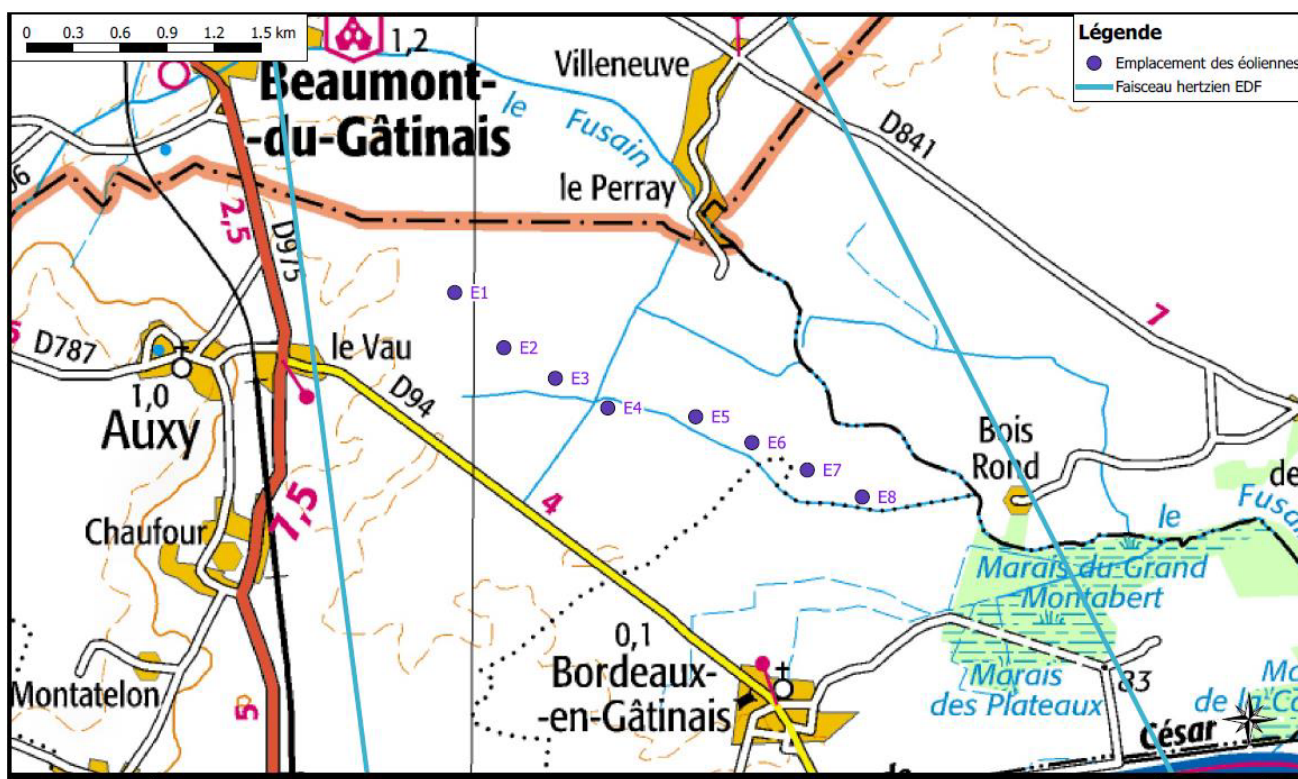 0 0.3 0.6 0.9 1.2 1.5 km
1,2
Légende
Emplacement des éoliennes
Faisceau hertzien EDF
Villeneuve
Beaumont-
-du-Gâtinais
le Fusain
D841
le Perray
2,5
D975
E1
7
D787
le Vau
E2
E3
1,0
D94
E4
E5
Auxy
Bois
Rond
E6
de
E7
4
E8
7,5
le
Chaufour
Marais du Grand
Montabert
0,1
Bordeaux-
-en-Gâtinais
Marais
des Plateaux
83
Montatelon
5
César